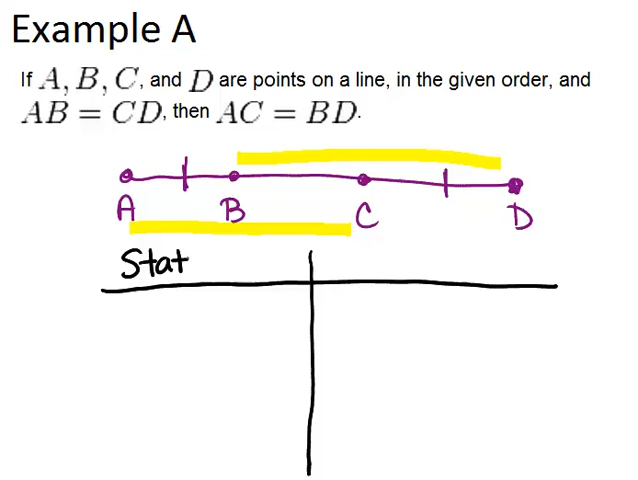 Example A
If A, B, C, and D are points on a line, in the given order, and
AB = CD, then AC = BD.
A B C D
Stat